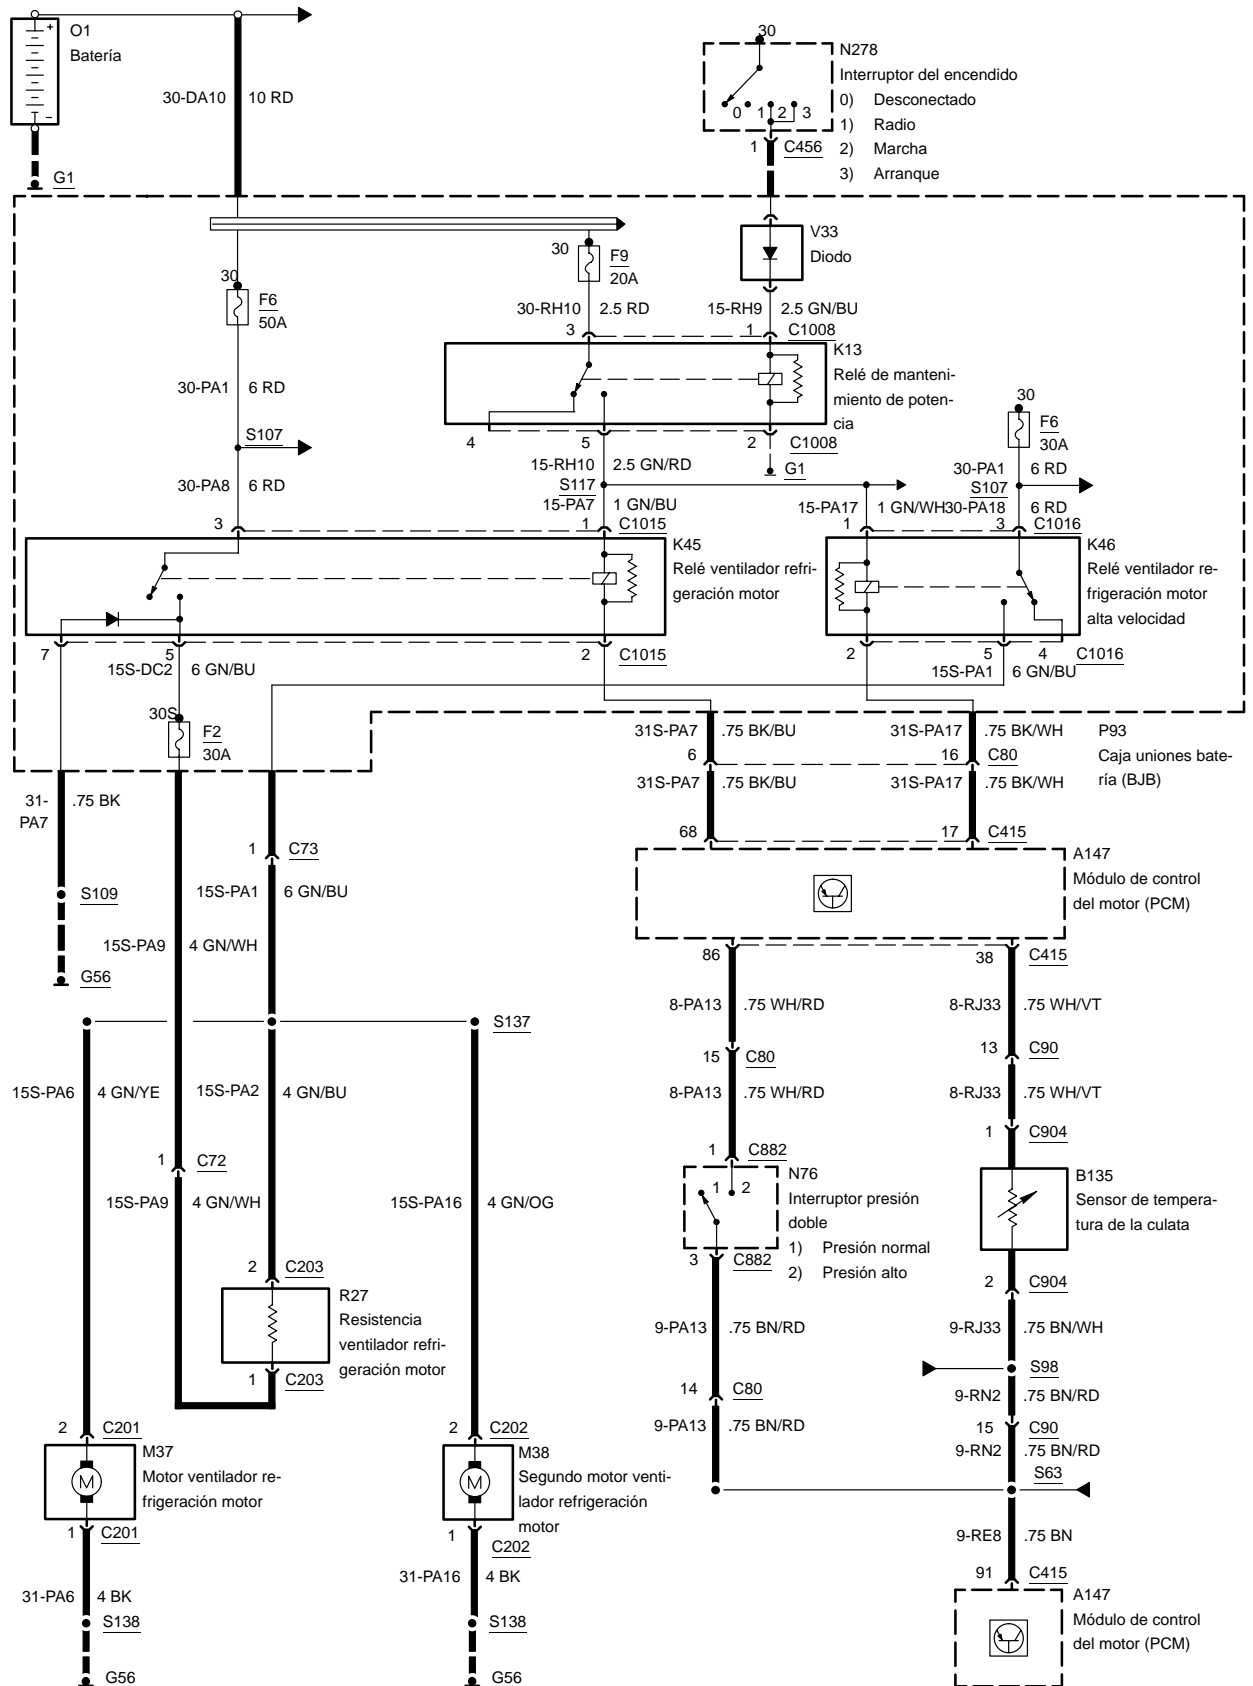 O1
Batería
+
−
G1
30-DA10 10 RD
30
N278
Interruptor del encendido
0) Desconectado
1) Radio
2) Marcha
3) Arranque
0 1 2 3
1 C456
V33
Diodo
30
F9
20A
30
F6
50A
30-RH10 2.5 RD
15-RH9 2.5 GN/BU
3
1 C1008
K13
Relé de manteni-
miento de poten-
cia
30-PA1 6 RD
4
5
2 C1008
G1
30
F6
30A
S107
15-RH10 2.5 GN/RD
S117
15-PA7 1 GN/BU
30-PA1 6 RD
S107
30-PA8 6 RD
15-PA17 1 GN/WH
30-PA18 6 RD
3
1 C1015
1
3 C1016
K45
Relé ventilador refri-
geración motor
K46
Relé ventilador re-
frigeración motor
alta velocidad
7
5
2 C1015
2
5
4 C1016
15S-DC2 6 GN/BU
15S-PA1 6 GN/BU
30S
F2
30A
31S-PA7 .75 BK/BU
31S-PA17 .75 BK/WH
P93
Caja uniones bate-
ría (BJB)
6
16 C80
31S-PA7 .75 BK/BU
31S-PA17 .75 BK/WH
31-
PA7
.75 BK
68
17 C415
1 C73
A147
Módulo de control
del motor (PCM)
15S-PA1 6 GN/BU
S109
15S-PA9 4 GN/WH
86
38 C415
G56
8-PA13 .75 WH/RD
8-RJ33 .75 WH/VT
S137
15 C80
13 C90
15S-PA6 4 GN/YE
15S-PA2 4 GN/BU
8-PA13 .75 WH/RD
8-RJ33 .75 WH/VT
1 C904
1 C72
1 C882
15S-PA9 4 GN/WH
15S-PA16 4 GN/OG
1 2
N76
Interruptor presión
doble
1) Presión normal
2) Presión alto
B135
Sensor de tempera-
tura de la culata
2 C203
3 C882
2 C904
R27
Resistencia
ventilador refri-
geración motor
9-PA13 .75 BN/RD
9-RJ33 .75 BN/WH
S98
1 C203
14 C80
9-RN2 .75 BN/RD
9-PA13 .75 BN/RD
15 C90
2 C201
2 C202
9-RN2 .75 BN/RD
M
M37
Motor ventilador re-
frigeración motor
M
M38
Segundo motor venti-
lador refrigeración
motor
S63
1 C201
1
C202
9-RE8 .75 BN
31-PA6 4 BK
31-PA16 4 BK
91 C415
S138
S138
A147
Módulo de control
del motor (PCM)
G56
G56